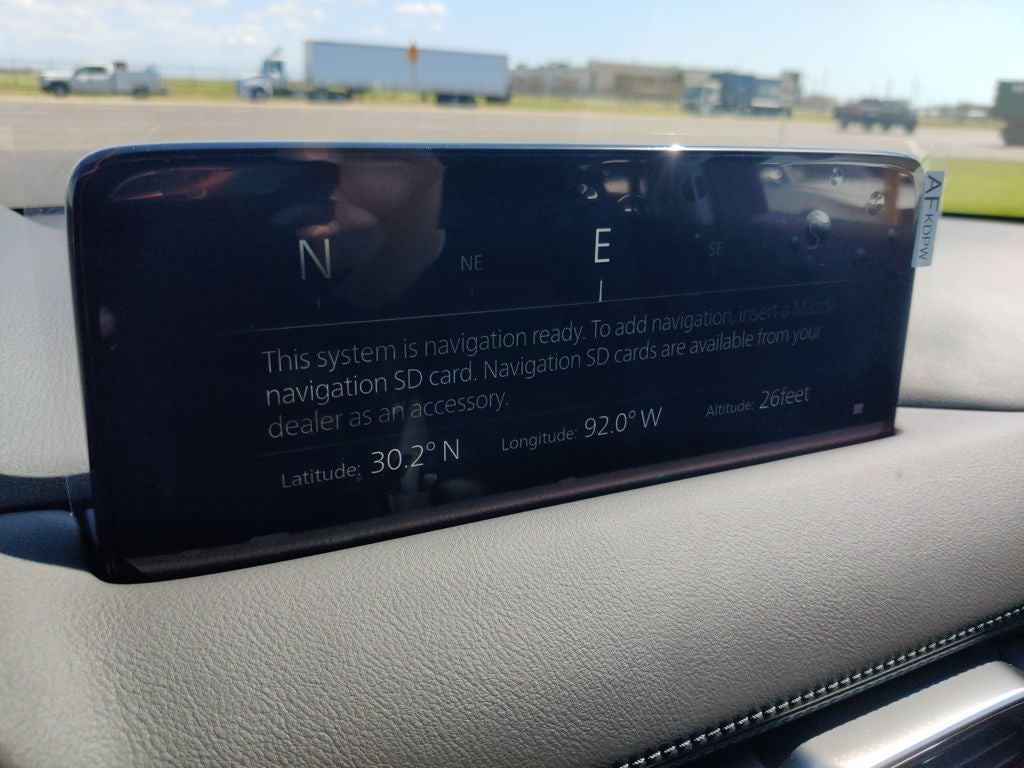 N NE E SE S
This system is navigation ready. To add navigation, insert a Mazda
navigation SD card. Navigation SD cards are available from your
dealer as an accessory.
Latitude: 30.2° N Longitude: 92.0° W Altitude: 26feet
AFKDPW